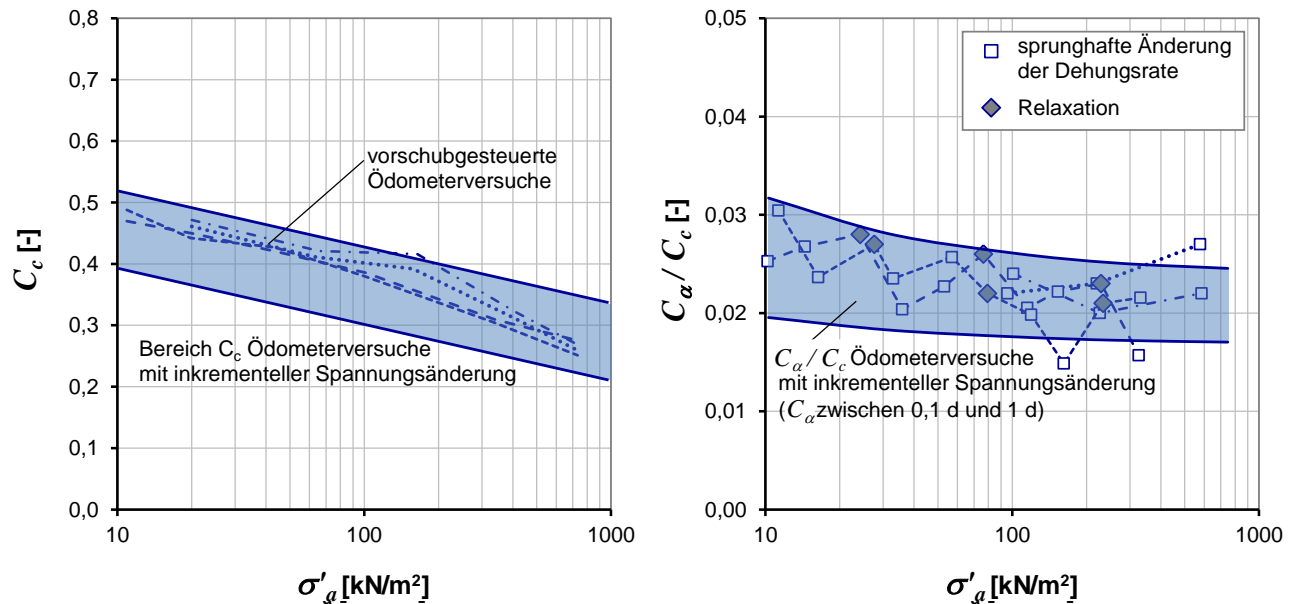 0,8
0,7
0,6
0,5
0,4
0,3
0,2
0,1
0,0
C_c [-]
vorschubgesteuerte
Ödometerversuche
Bereich C_c Ödometerversuche
mit inkrementeller Spannungsänderung
10
100
1000
σ'_a [kN/m²]
0,05
0,04
0,03
0,02
0,01
0,00
C_α / C_c [-]
sprunghafte Änderung
der Dehungsrate
Relaxation
C_α / C_c Ödometerversuche
mit inkrementeller Spannungsänderung
(C_α zwischen 0,1 d und 1 d)
10
100
1000
σ'_a [kN/m²]